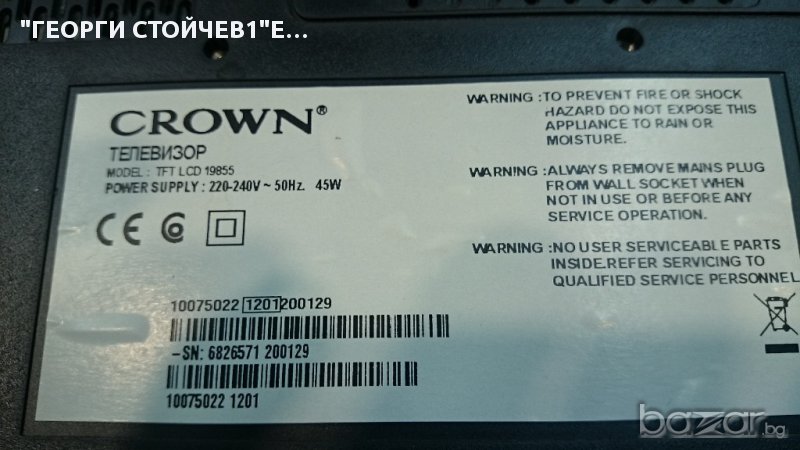 "ГЕОРГИ СТОЙЧЕВ1"Е...
CROWN®
ТЕЛЕВИЗОР
MODEL : TFT LCD 19855
POWER SUPPLY : 220-240V ~ 50Hz. 45W
CE
WARNING :TO PREVENT FIRE OR SHOCK
HAZARD DO NOT EXPOSE THIS
APPLIANCE TO RAIN OR
MOISTURE.
WARNING :ALWAYS REMOVE MAINS PLUG
FROM WALL SOCKET WHEN
NOT IN USE OR BEFORE ANY
SERVICE OPERATION.
WARNING :NO USER SERVICEABLE PARTS
INSIDE.REFER SERVICING TO
QUALIFIED SERVICE PERSONNEL
10075022 1201 200129
-SN: 6826571 200129
10075022 1201
bazar.bg